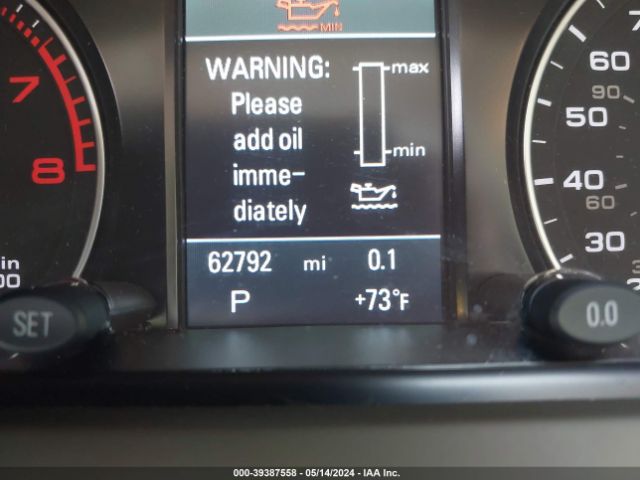 MIN
WARNING:
Please
add oil
imme-
diately
max
min
62792 mi 0.1
P +73°F
7
8
SET
60
90
50
40
60
30
0.0
000-39387558 - 05/14/2024 - IAA Inc.